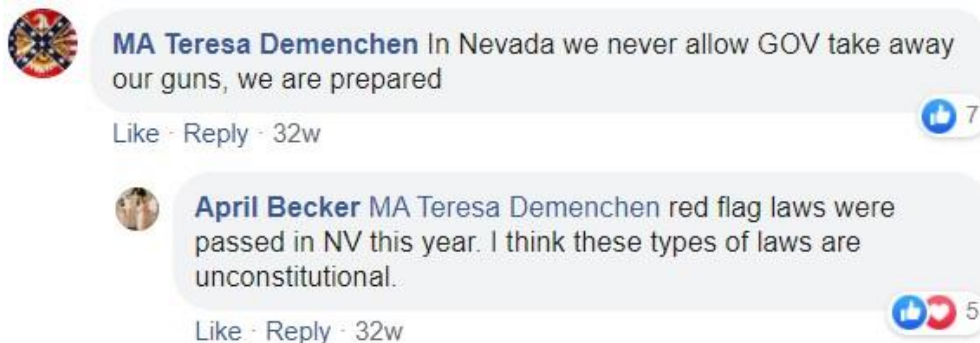 MA Teresa Demenchen In Nevada we never allow GOV take away
our guns, we are prepared
7
Like · Reply · 32w
April Becker MA Teresa Demenchen red flag laws were
passed in NV this year. I think these types of laws are
unconstitutional.
5
Like · Reply · 32w